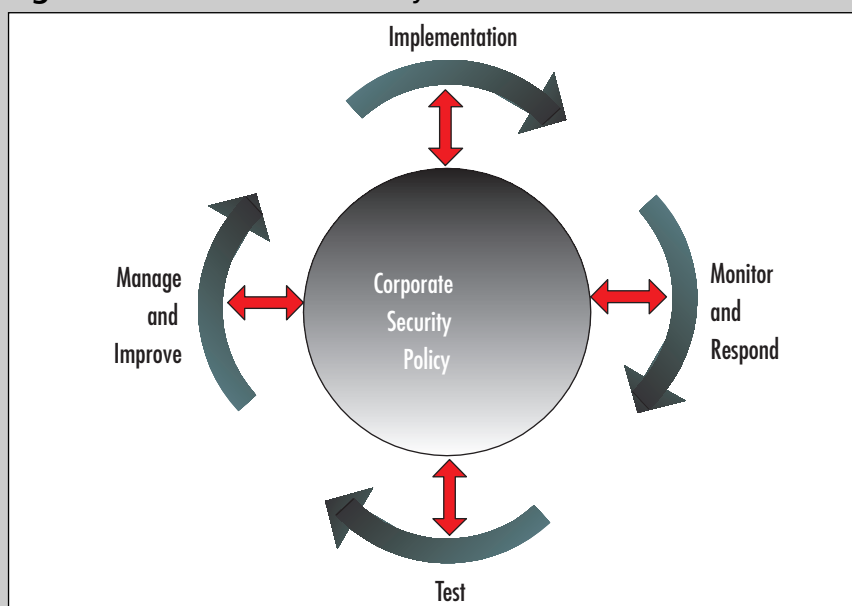 Implementation
Manage
and
Improve
Corporate
Security
Policy
Monitor
and
Respond
Test